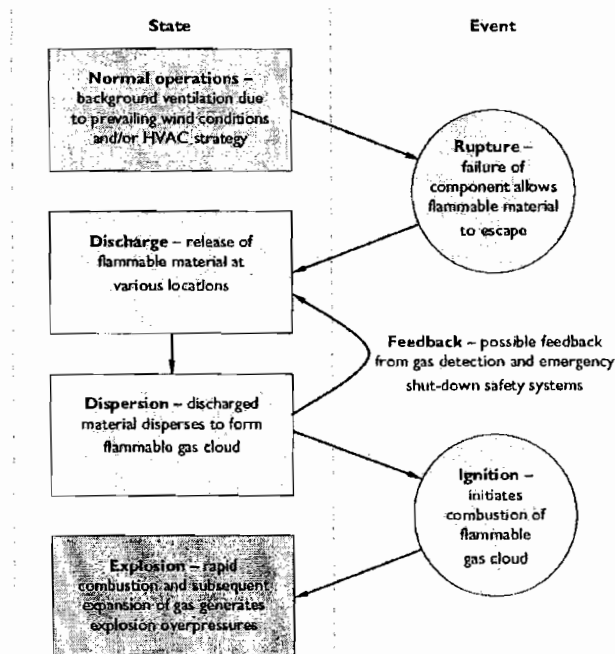 State
Event
Normal operations –
background ventilation due
to prevailing wind conditions
and/or HVAC strategy
Rupture –
failure of
component allows
flammable material
to escape
Discharge – release of
flammable material at
various locations
Feedback – possible feedback
from gas detection and emergency
shut-down safety systems
Dispersion – discharged
material disperses to form
flammable gas cloud
Ignition –
initiates
combustion of
flammable
gas cloud
Explosion – rapid
combustion and subsequent
expansion of gas generates
explosion overpressures